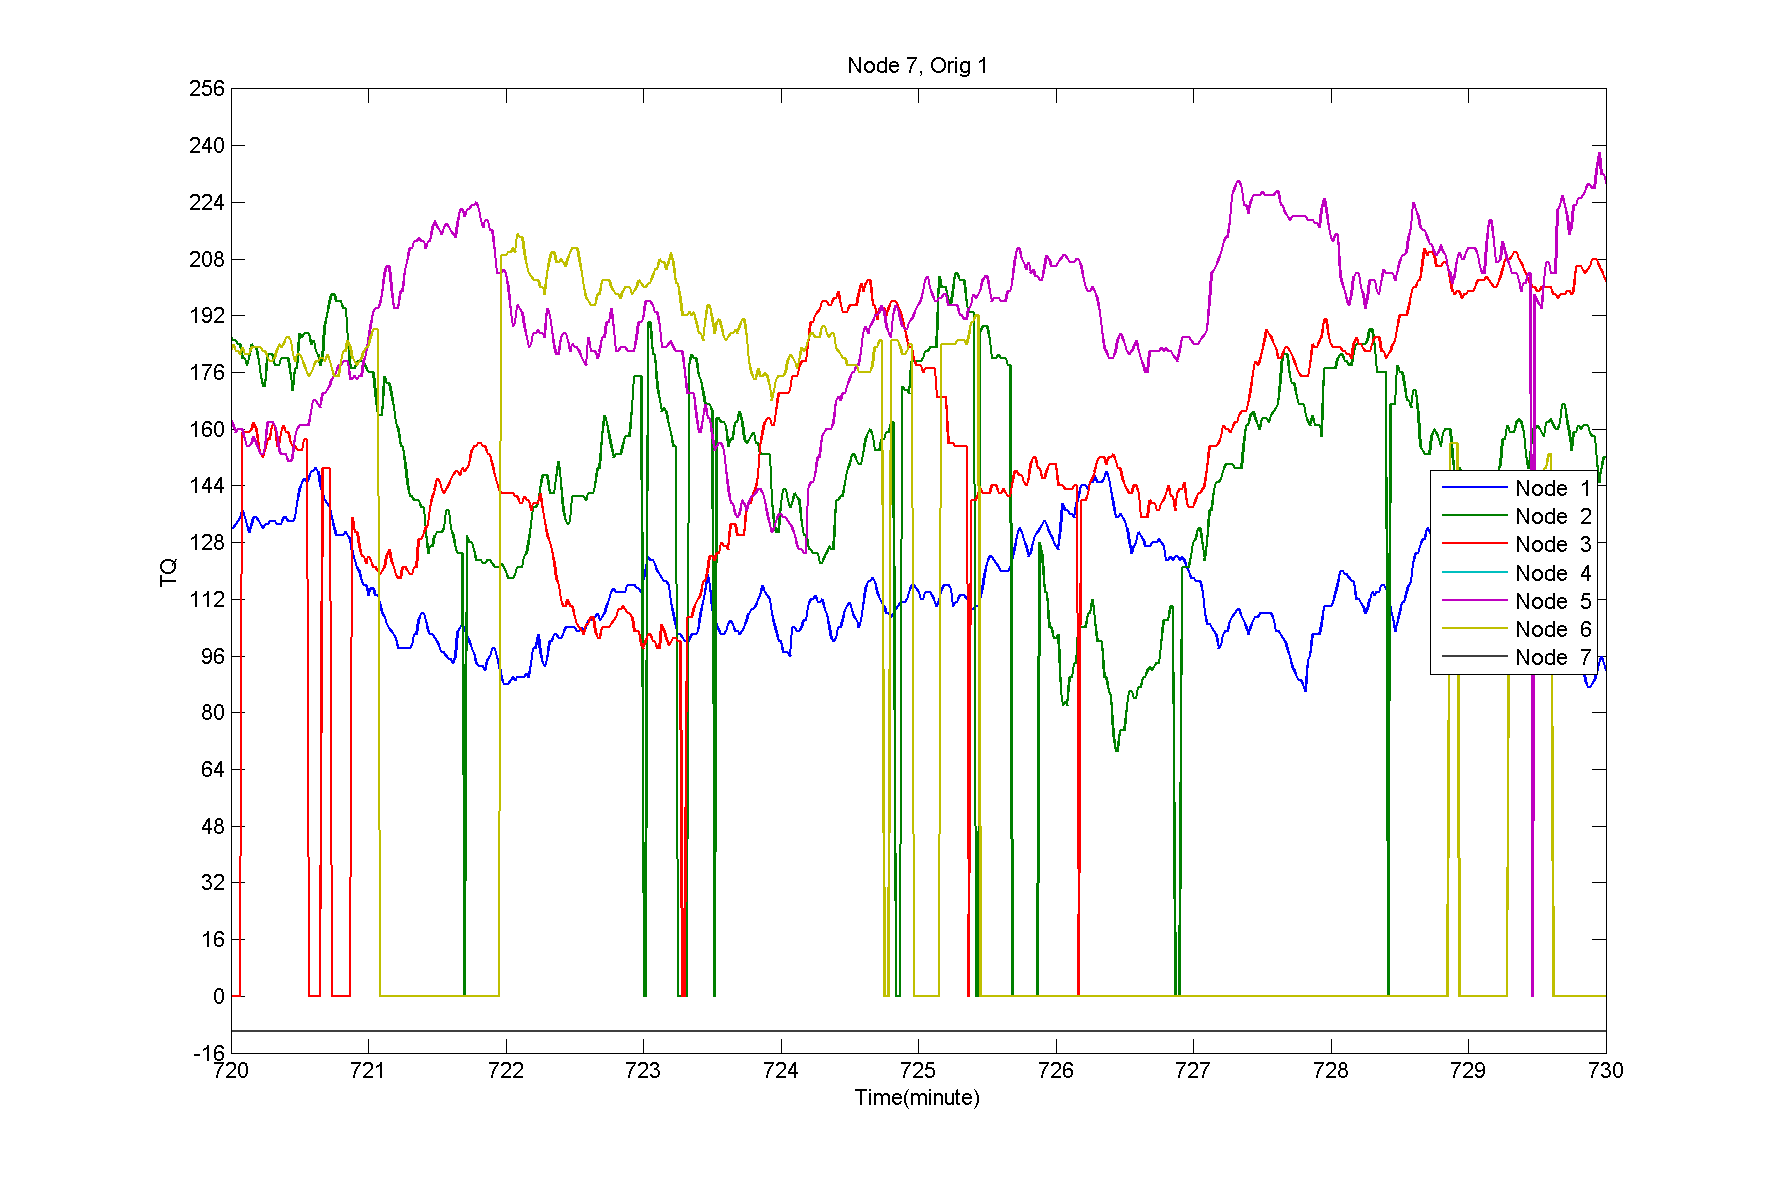 Node 7, Orig 1
256
240
224
208
192
176
160
144
128
112
96
80
64
48
32
16
0
-16
TQ
Node 1
Node 2
Node 3
Node 4
Node 5
Node 6
Node 7
720 721 722 723 724 725 726 727 728 729 730
Time(minute)